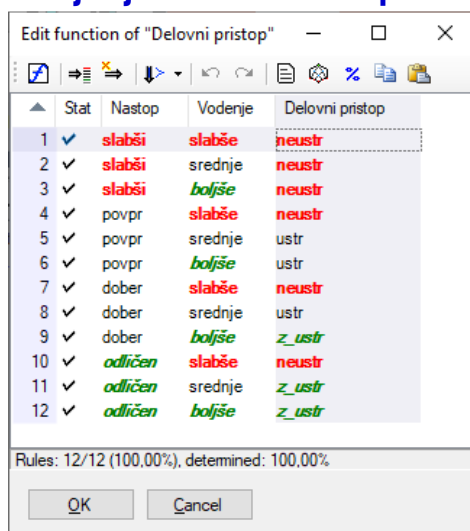 Edit function of "Delovni pristop"
Stat Nastop Vodenje Delovni pristop
1 slabši slabše neustr
2 slabši srednje neustr
3 slabši boljše neustr
4 povpr slabše neustr
5 povpr srednje ustr
6 povpr boljše ustr
7 dober slabše neustr
8 dober srednje ustr
9 dober boljše z_ustr
10 odličen slabše neustr
11 odličen srednje z_ustr
12 odličen boljše z_ustr
Rules: 12/12 (100,00%), determined: 100,00%
OK Cancel